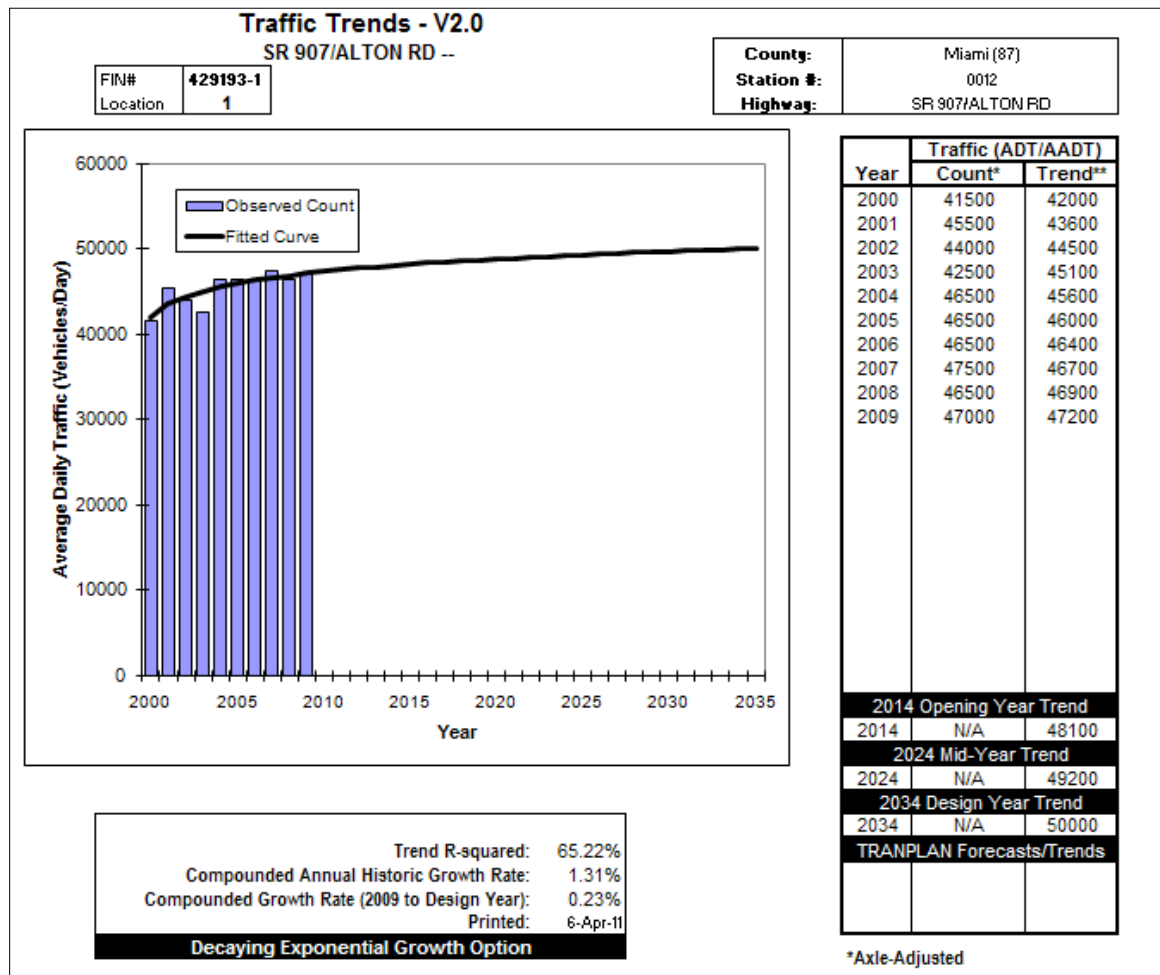 Traffic Trends - V2.0
SR 907/ALTON RD --
FIN# 429193-1
Location 1
County: Miami (87)
Station #: 0012
Highway: SR 907/ALTON RD
Average Daily Traffic (Vehicles/Day)
60000
50000
40000
30000
20000
10000
0
Observed Count
Fitted Curve
2000 2005 2010 2015 2020 2025 2030 2035
Year
Traffic (ADT/AADT)
Year Count* Trend**
2000 41500 42000
2001 45500 43600
2002 44000 44500
2003 42500 45100
2004 46500 45600
2005 46500 46000
2006 46500 46400
2007 47500 46700
2008 46500 46900
2009 47000 47200
2014 Opening Year Trend
2014 N/A 48100
2024 Mid-Year Trend
2024 N/A 49200
2034 Design Year Trend
2034 N/A 50000
TRANPLAN Forecasts/Trends
Trend R-squared: 65.22%
Compounded Annual Historic Growth Rate: 1.31%
Compounded Growth Rate (2009 to Design Year): 0.23%
Printed: 6-Apr-11
Decaying Exponential Growth Option
*Axle-Adjusted